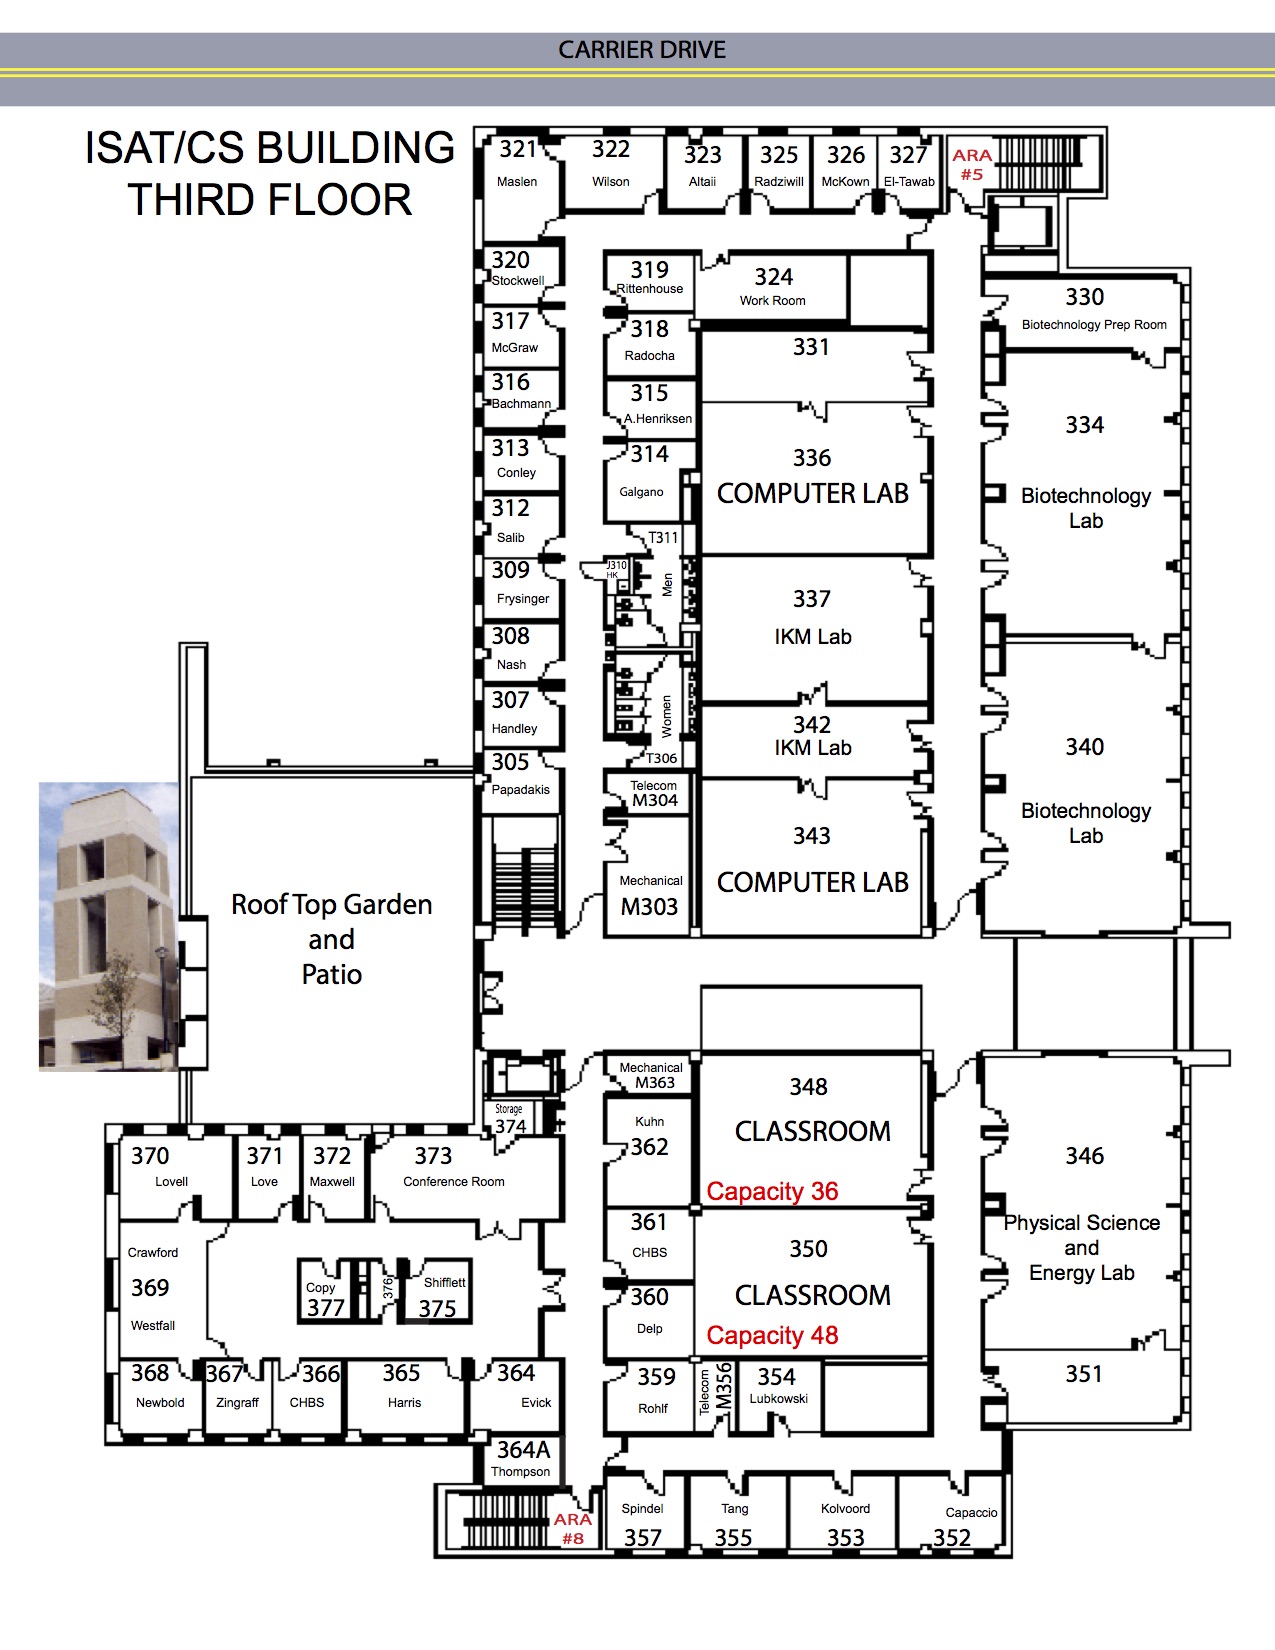 CARRIER DRIVE
ISAT/CS BUILDING
THIRD FLOOR
321
Maslen
322
Wilson
323
Altaii
325
Radziwill
326
McKown
327
El-Tawab
ARA
#5
320
Stockwell
319
Rittenhouse
324
Work Room
330
Biotechnology Prep Room
317
McGraw
318
Radocha
331
316
Bachmann
315
A.Henriksen
334
Biotechnology
Lab
313
Conley
314
Galgano
336
COMPUTER LAB
312
Salib
T311
J310
HK
Men
309
Frysinger
337
IKM Lab
308
Nash
307
Handley
Women
T306
342
IKM Lab
340
Biotechnology
Lab
305
Papadakis
Telecom
M304
343
COMPUTER LAB
Mechanical
M303
Roof Top Garden
and
Patio
Mechanical
M363
348
CLASSROOM
Capacity 36
Storage
374
Kuhn
362
346
Physical Science
and
Energy Lab
370
Lovell
371
Love
372
Maxwell
373
Conference Room
361
CHBS
350
CLASSROOM
Capacity 48
Crawford
369
Westfall
Copy
377
376
Shifflett
375
360
Delp
368
Newbold
367
Zingraff
366
CHBS
365
Harris
364
Evick
359
Rohlf
Telecom
M356
354
Lubkowski
351
364A
Thompson
ARA
#8
Spindel
357
Tang
355
Kolvoord
353
Capaccio
352